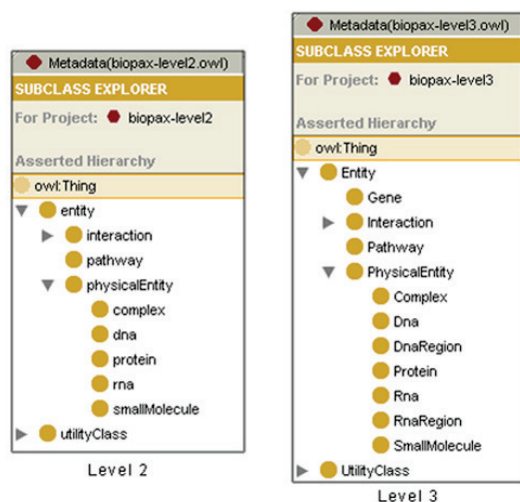 Metadata(biopax-level2.owl)
SUBCLASS EXPLORER
For Project: biopax-level2
Asserted Hierarchy
owl:Thing
entity
interaction
pathway
physicalEntity
complex
dna
protein
rna
smallMolecule
utilityClass
Level 2
Metadata(biopax-level3.owl)
SUBCLASS EXPLORER
For Project: biopax-level3
Asserted Hierarchy
owl:Thing
Entity
Gene
Interaction
Pathway
PhysicalEntity
Complex
Dna
DnaRegion
Protein
Rna
RnaRegion
SmallMolecule
UtilityClass
Level 3